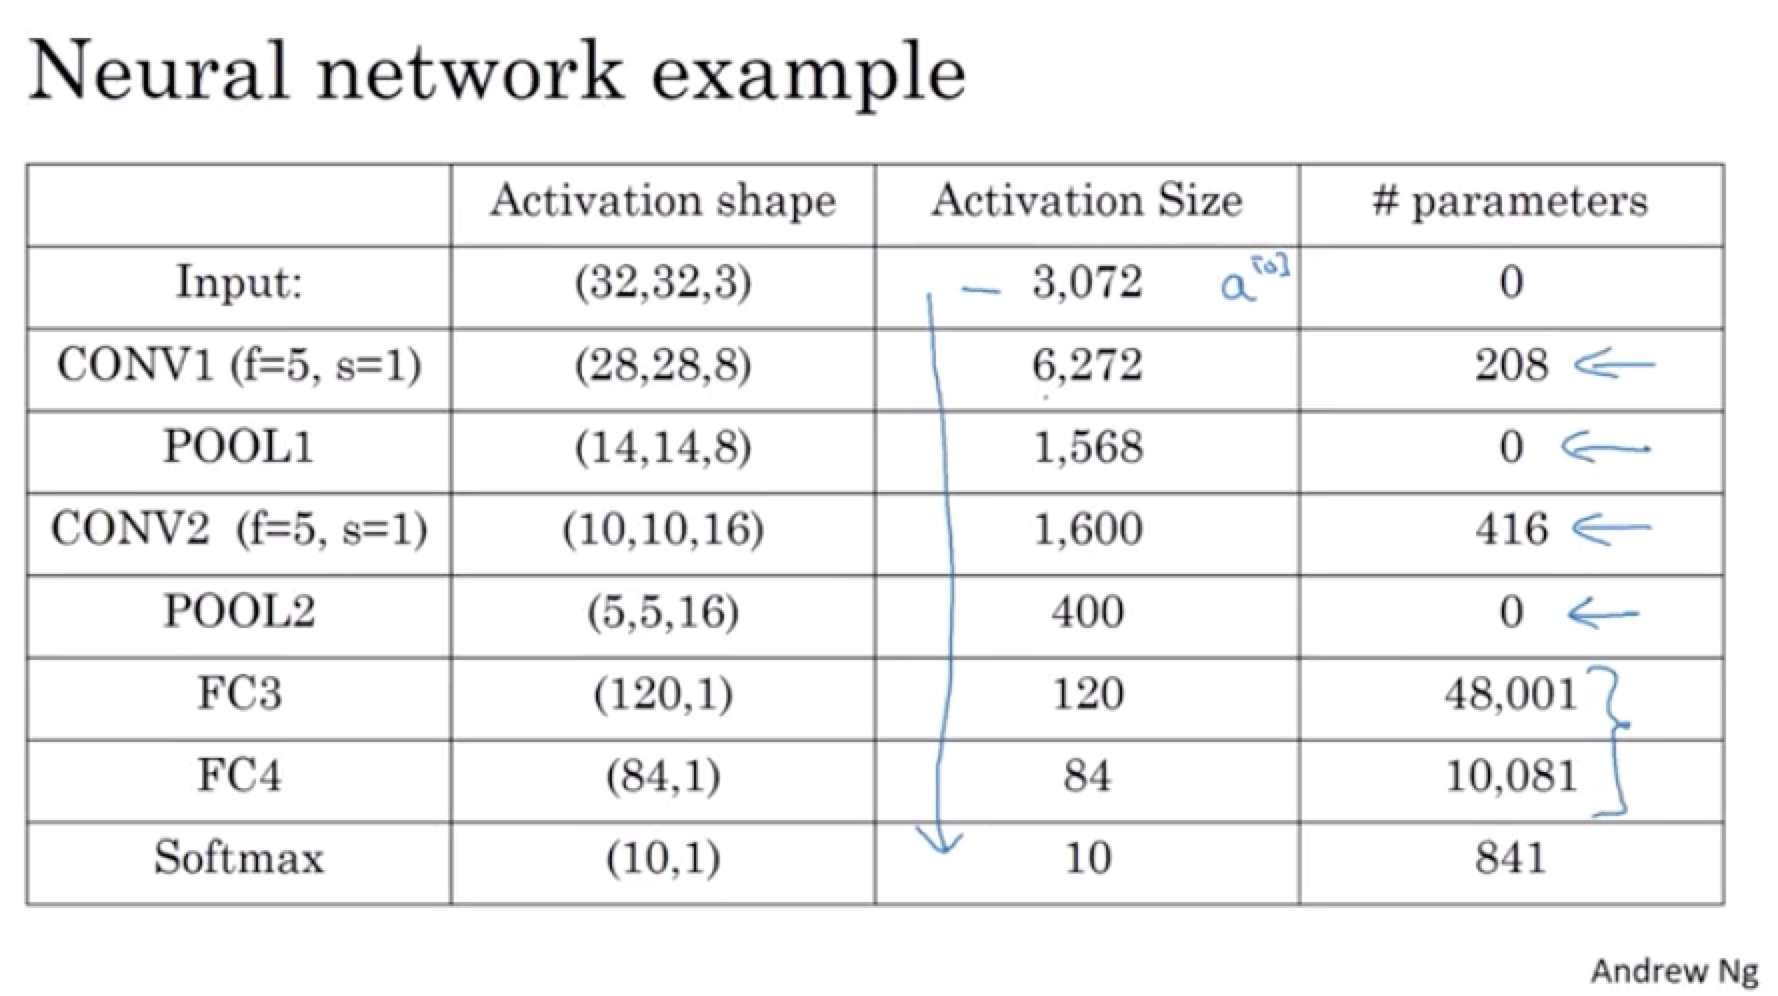 Neural network example
Activation shape Activation Size # parameters
Input: (32,32,3) 3,072 a[0] 0
CONV1 (f=5, s=1) (28,28,8) 6,272 208
POOL1 (14,14,8) 1,568 0
CONV2 (f=5, s=1) (10,10,16) 1,600 416
POOL2 (5,5,16) 400 0
FC3 (120,1) 120 48,001
FC4 (84,1) 84 10,081
Softmax (10,1) 10 841
Andrew Ng